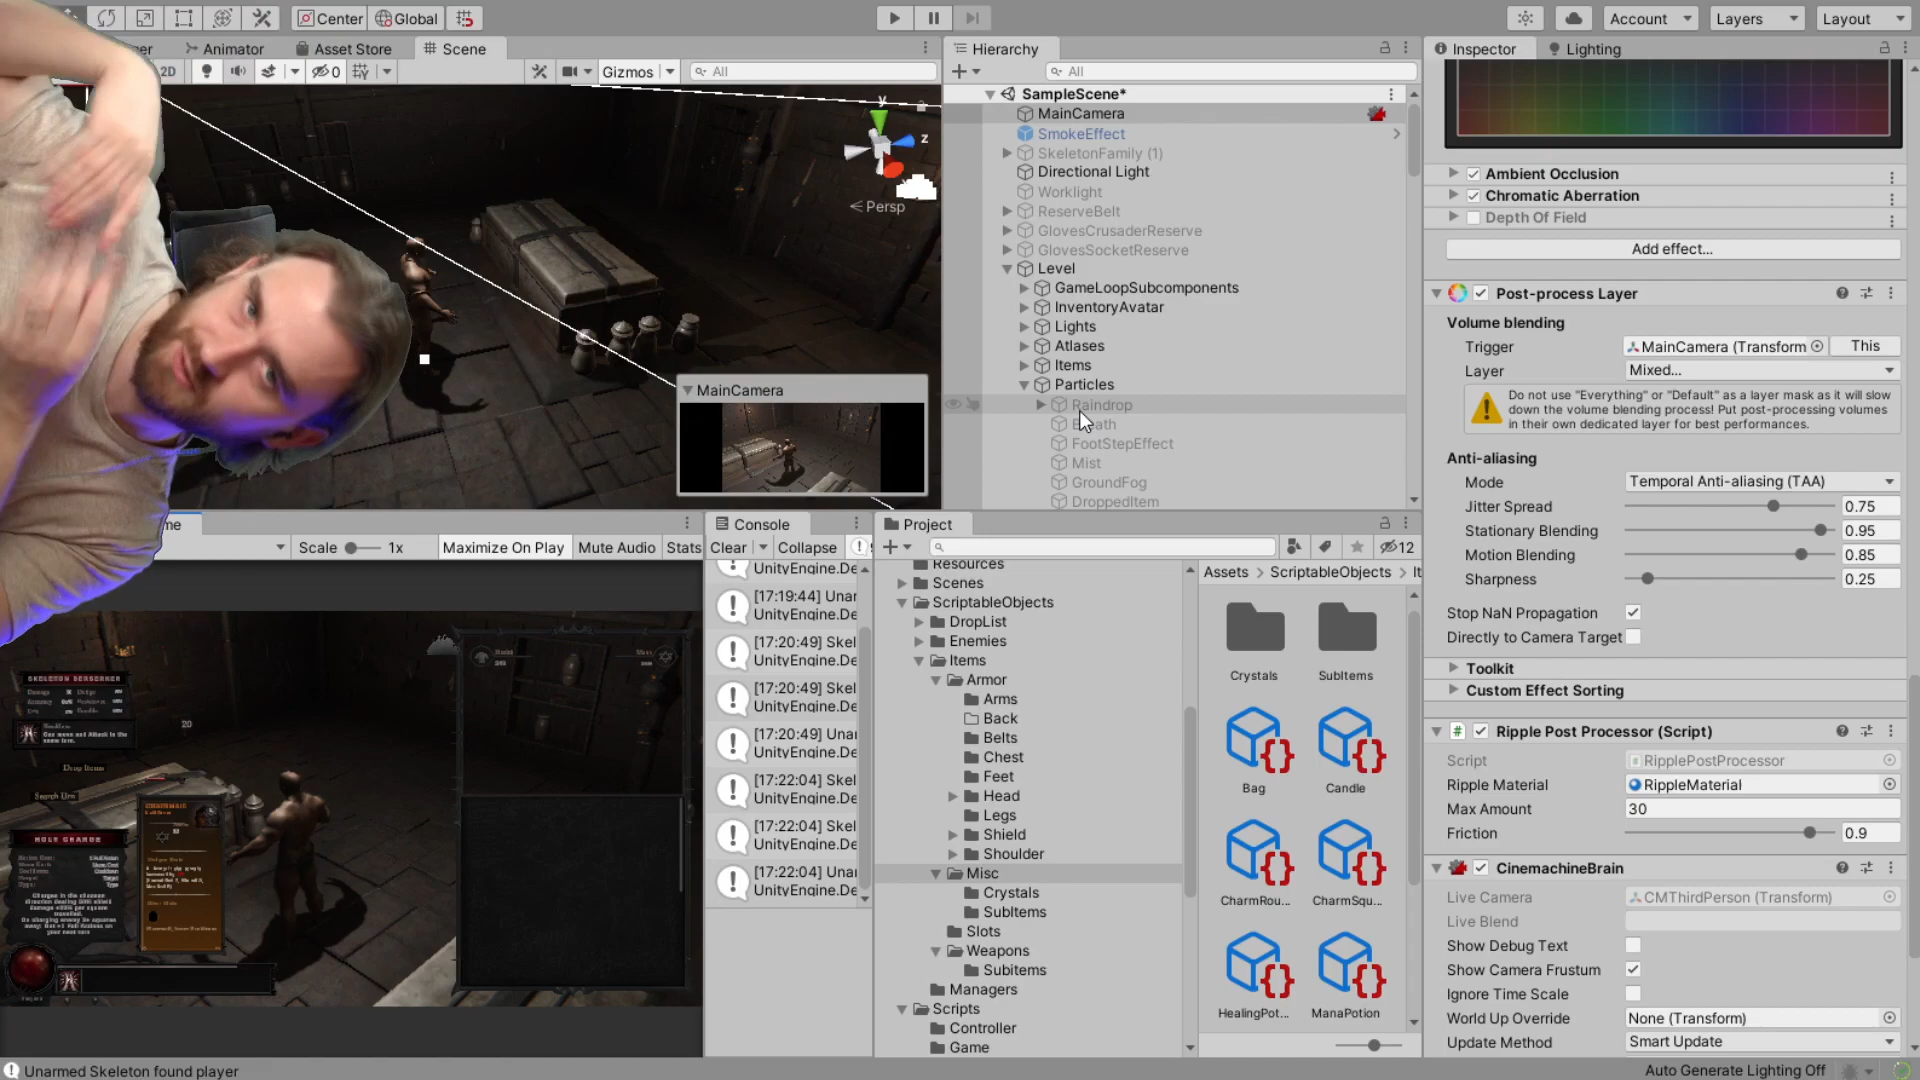 Center
Global
Account
Layers
Layout
Animator
Asset Store
Scene
2D
0
Gizmos
All
y
z
< Persp
MainCamera
Hierarchy
All
SampleScene*
MainCamera
SmokeEffect
SkeletonFamily (1)
Directional Light
Worklight
ReserveBelt
GlovesCrusaderReserve
GlovesSocketReserve
Level
GameLoopSubcomponents
InventoryAvatar
Lights
Atlases
Items
Particles
Raindrop
FootStepEffect
Mist
GroundFog
DroppedItem
Inspector
Lighting
Ambient Occlusion
Chromatic Aberration
Depth Of Field
Add effect...
Post-process Layer
Volume blending
Trigger
MainCamera (Transform
This
Layer
Mixed...
Do not use "Everything" or "Default" as a layer mask as it will slow
down the volume blending process! Put post-processing volumes
in their own dedicated layer for best performances.
Anti-aliasing
Mode
Temporal Anti-aliasing (TAA)
Jitter Spread
0.75
Stationary Blending
0.95
Motion Blending
0.85
Sharpness
0.25
Stop NaN Propagation
Directly to Camera Target
Toolkit
Custom Effect Sorting
Ripple Post Processor (Script)
Script
RipplePostProcessor
Ripple Material
RippleMaterial
Max Amount
30
Friction
0.9
CinemachineBrain
Live Camera
CMThirdPerson (Transform)
Live Blend
Show Debug Text
Show Camera Frustum
Ignore Time Scale
World Up Override
None (Transform)
Update Method
Smart Update
me
Scale
1x
Maximize On Play
Mute Audio
Stats
SKELETON BERSERKER
20
Drop Items
Search Urn
HOLY CHARGE
Console
Clear
Collapse
UnityEngine.De
[17:19:44] Unar
UnityEngine.De
[17:20:49] Skel
UnityEngine.De
[17:20:49] Skel
UnityEngine.De
[17:20:49] Unar
UnityEngine.De
[17:22:04] Skel
UnityEngine.De
[17:22:04] Skel
UnityEngine.De
[17:22:04] Unar
UnityEngine.De
Project
12
Resources
Scenes
ScriptableObjects
DropList
Enemies
Items
Armor
Arms
Back
Belts
Chest
Feet
Head
Legs
Shield
Shoulder
Misc
Crystals
SubItems
Slots
Weapons
Subitems
Managers
Scripts
Controller
Game
Assets > ScriptableObjects > It
Crystals
SubItems
Bag
Candle
CharmRou...
CharmSqu...
HealingPot...
ManaPotion
Unarmed Skeleton found player
Auto Generate Lighting Off